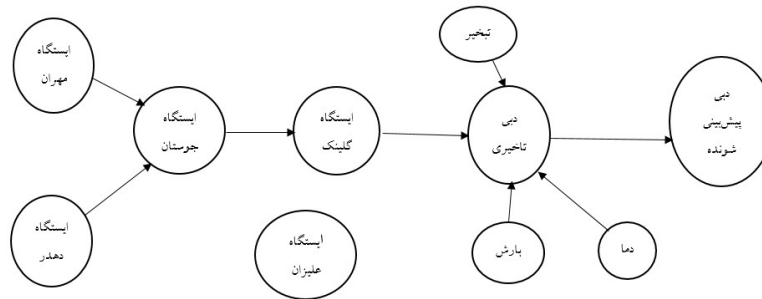 ایستگاه
مهران
ایستگاه
دهدر
ایستگاه
جوستان
ایستگاه
گلینک
ایستگاه
علیزان
تبخیر
دبی
تاخیری
بارش
دما
دبی
پیش‌بینی
شونده